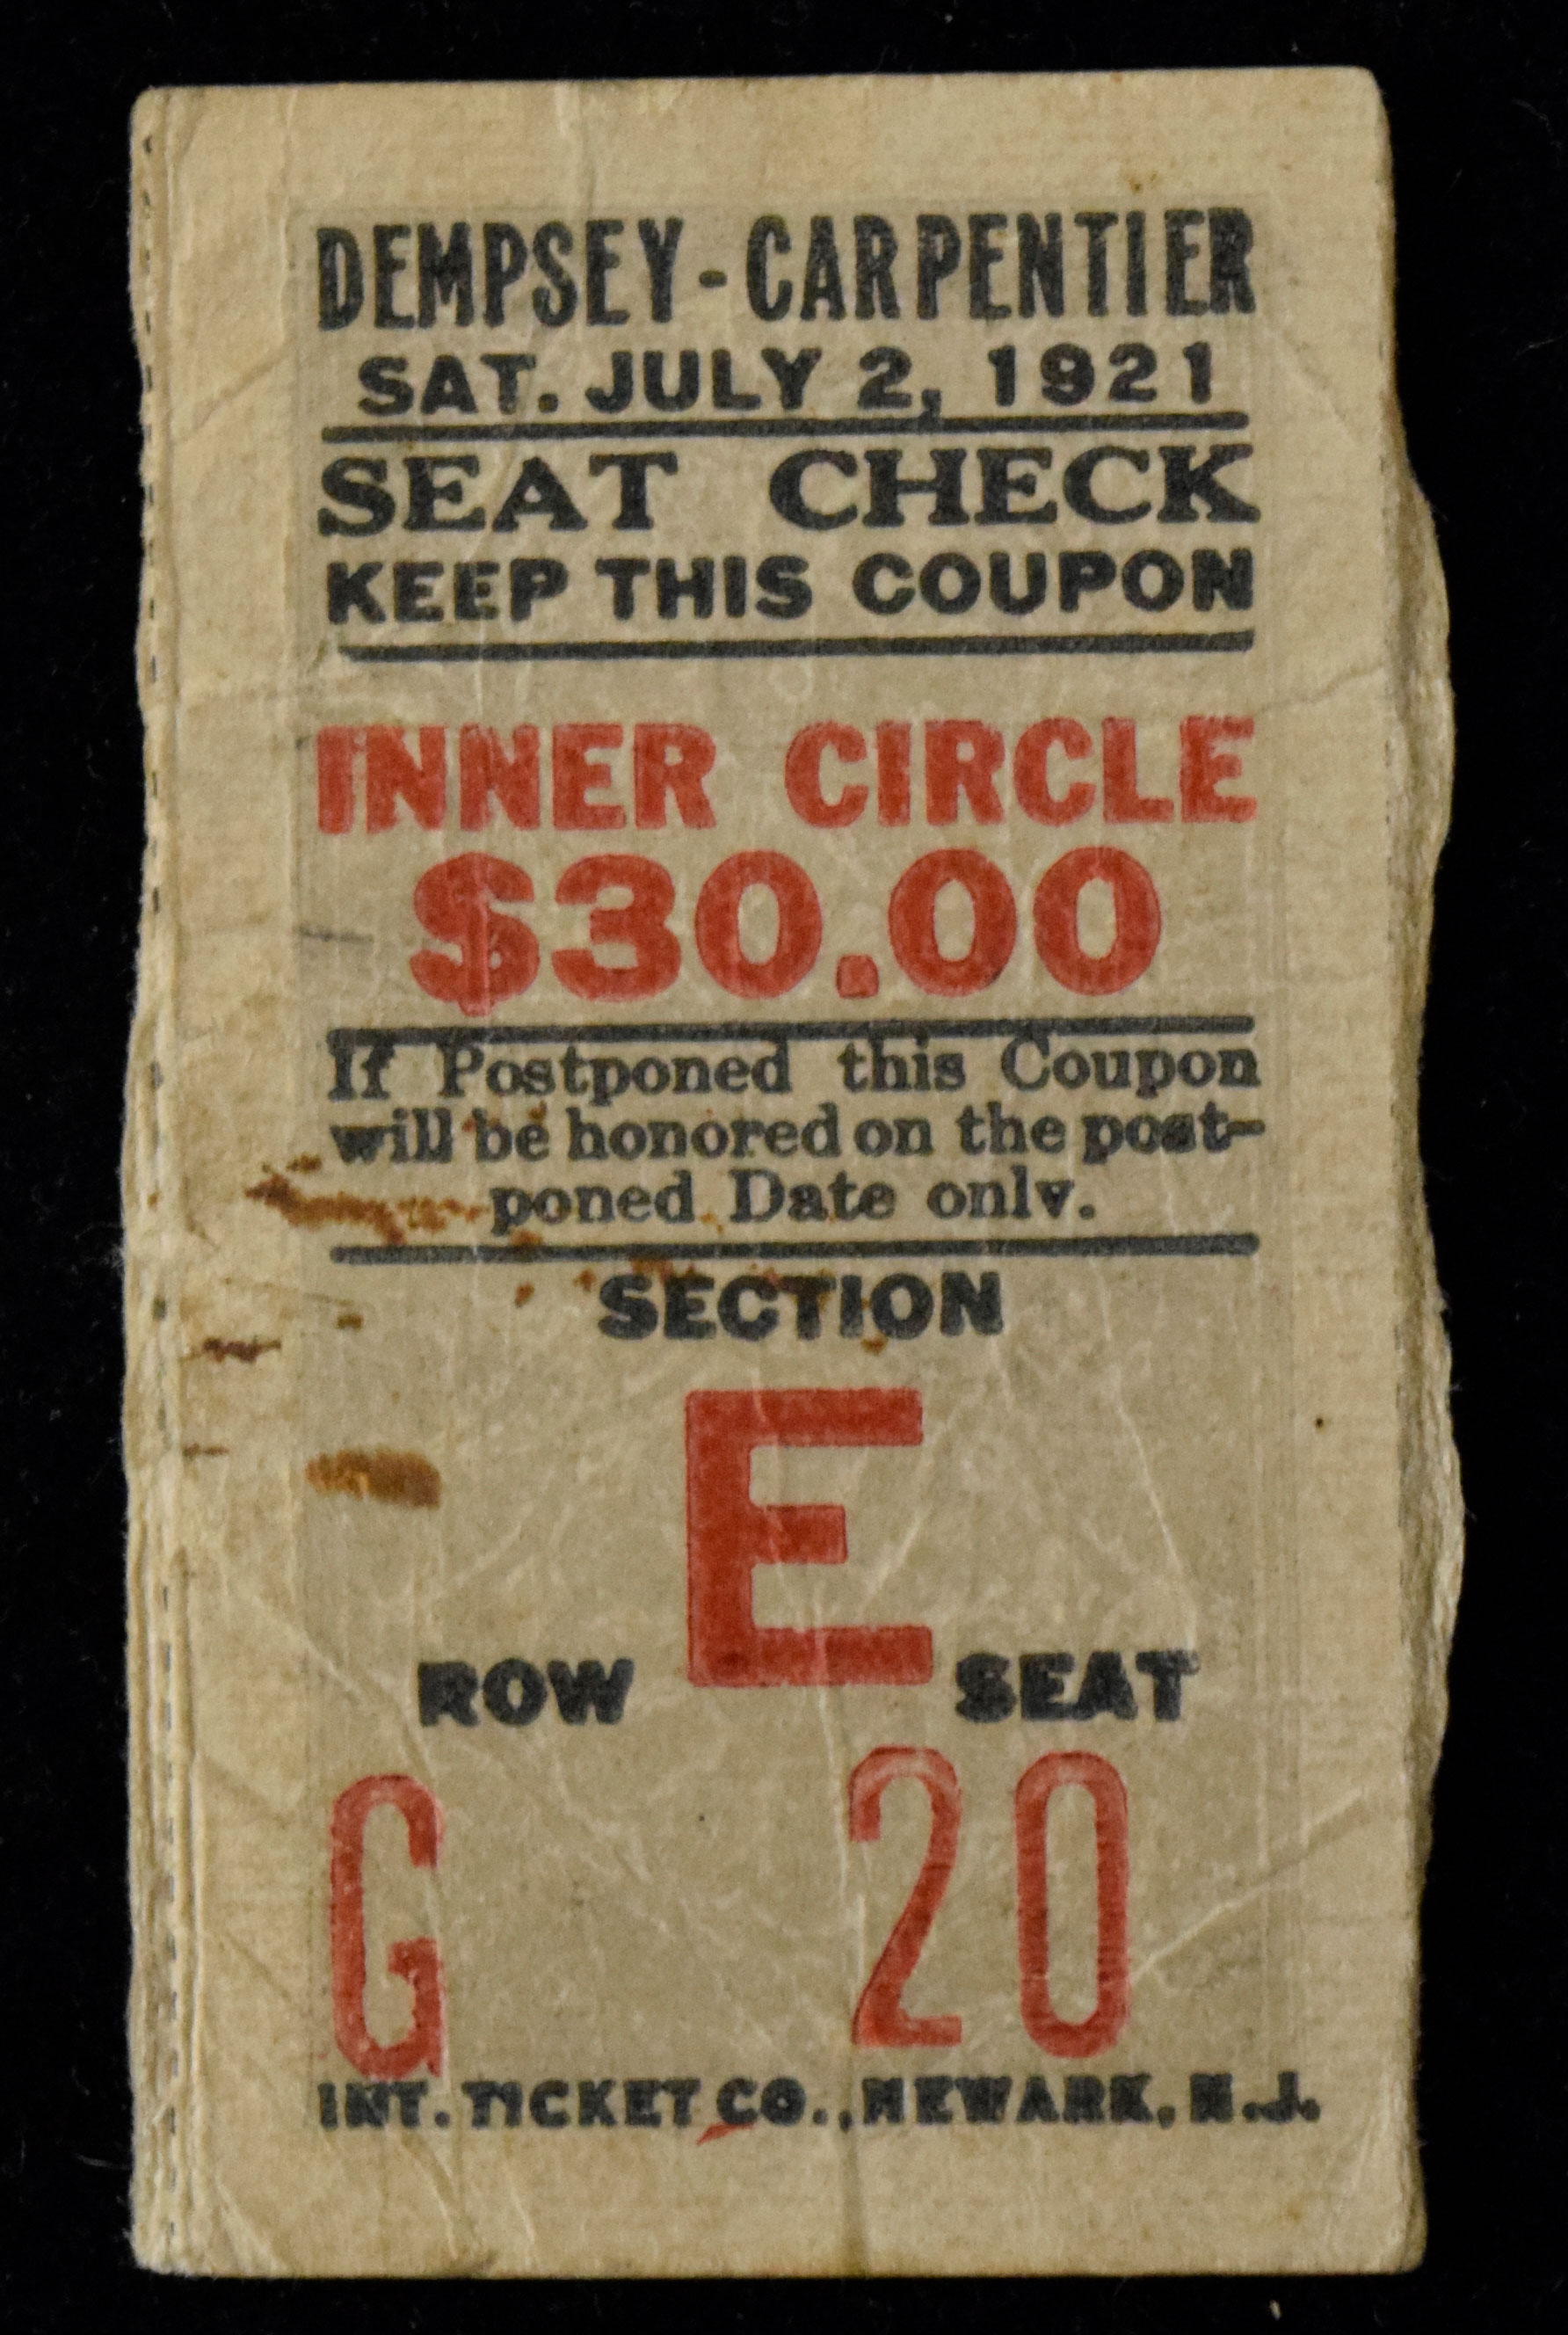 DEMPSEY-CARPENTIER
SAT. JULY 2, 1921
SEAT CHECK
KEEP THIS COUPON
INNER CIRCLE
$30.00
If Postponed this Coupon
will be honored on the post-
poned Date only.
SECTION
E
ROW SEAT
G 20
INT. TICKET CO., NEWARK, N.J.